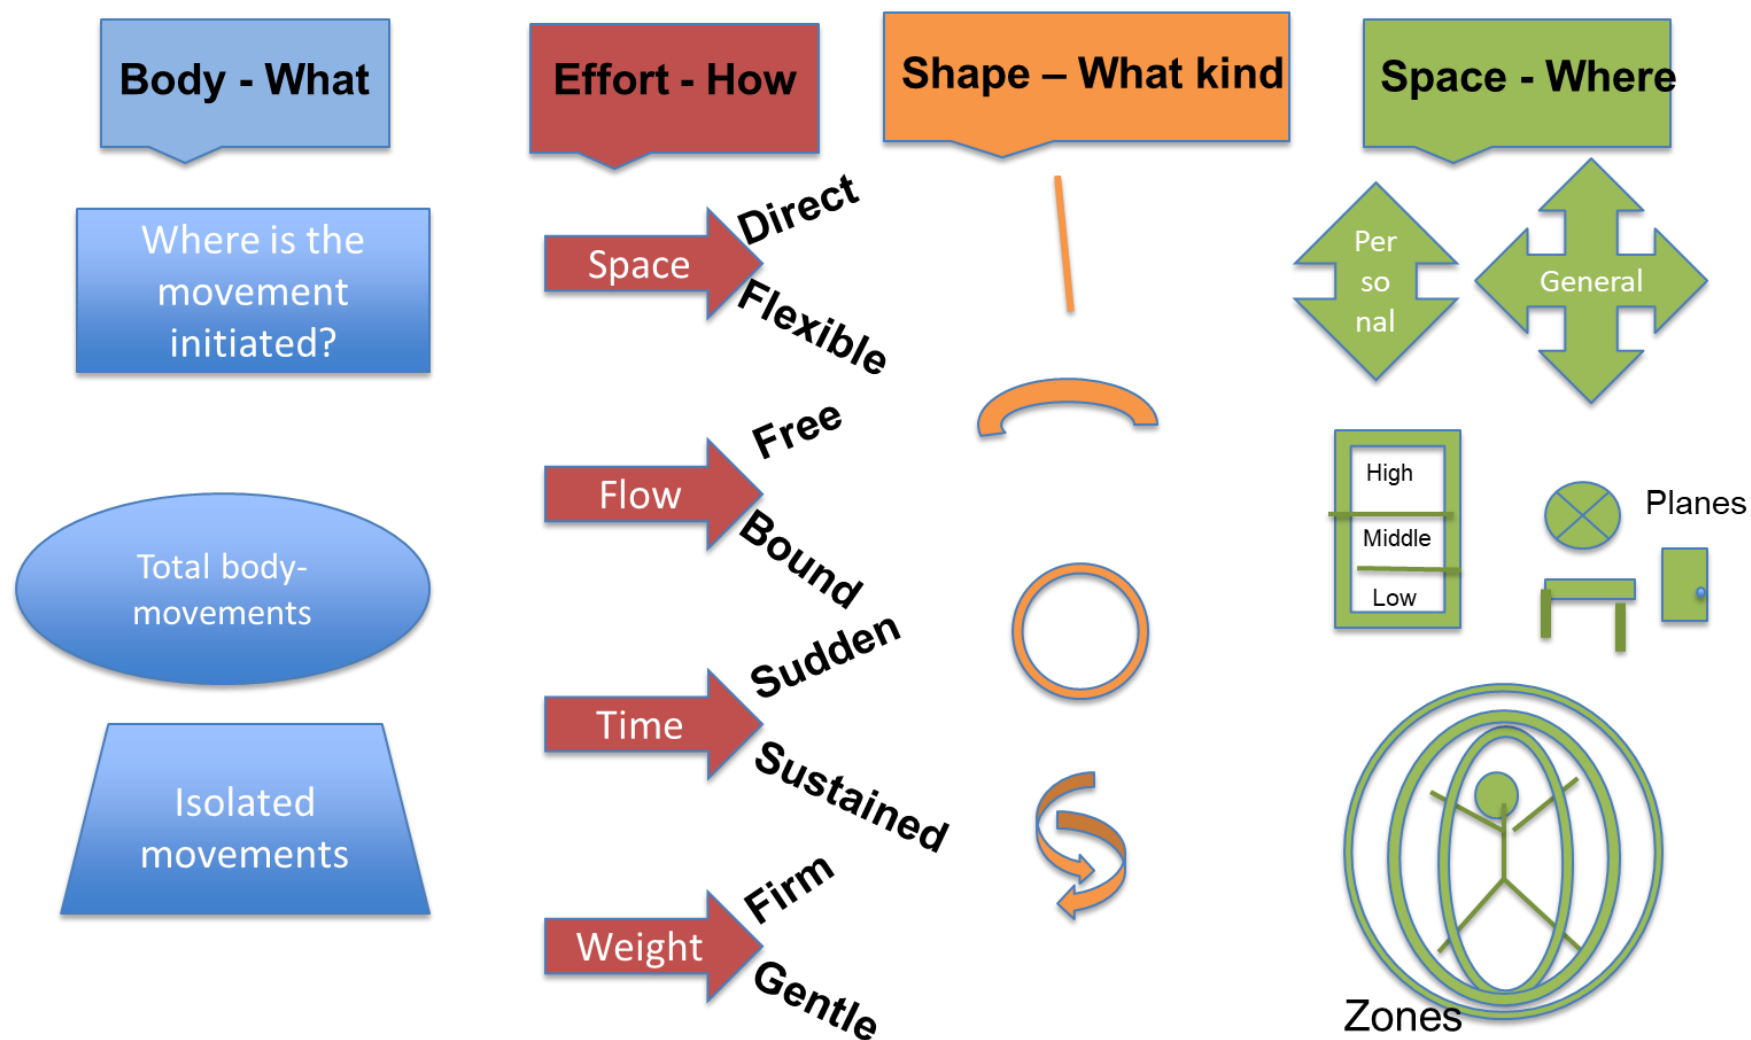 Body - What
Where is the
movement
initiated?
Total body-
movements
Isolated
movements
Effort - How
Space
Direct
Flexible
Flow
Free
Bound
Time
Sudden
Sustained
Weight
Firm
Gentle
Shape – What kind
Space - Where
Per
so
nal
General
High
Middle
Low
Planes
Zones